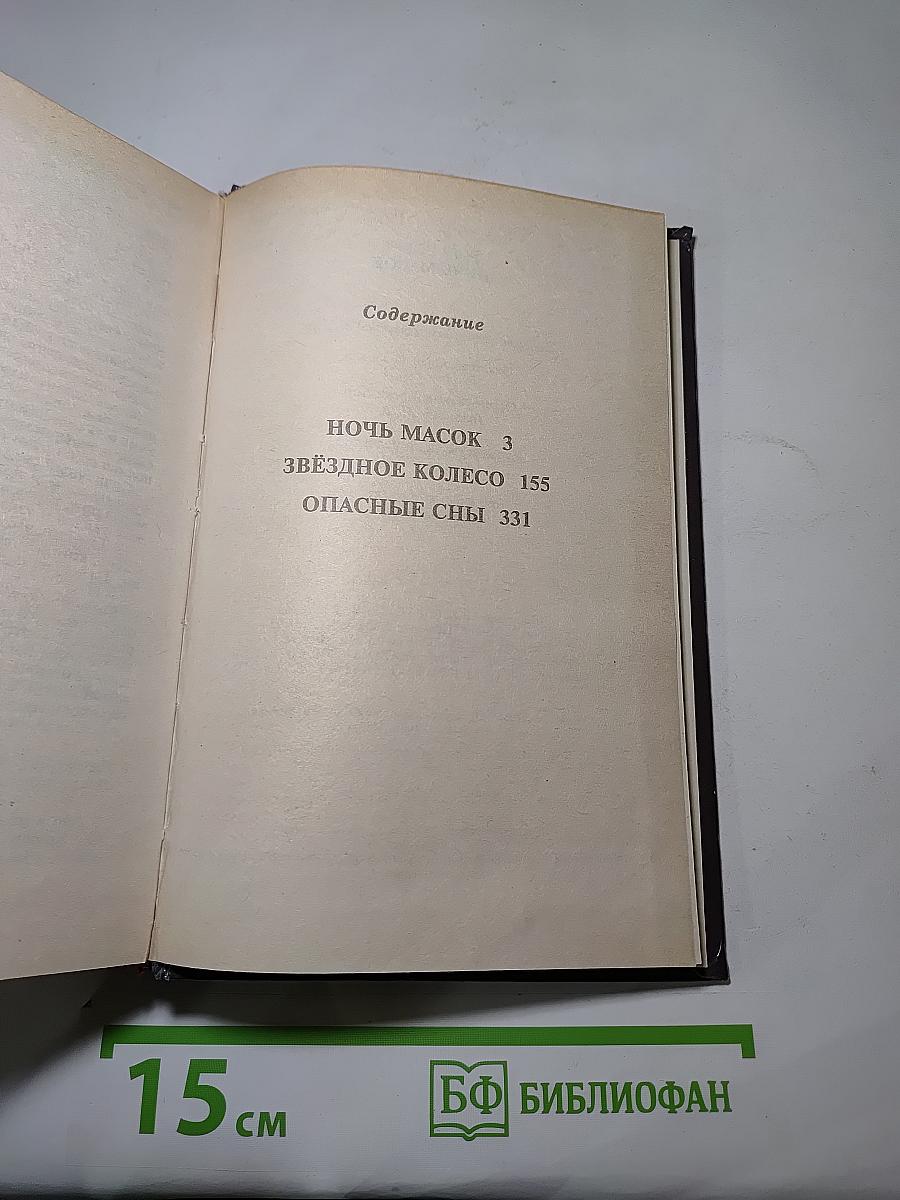 Содержание
НОЧЬ МАСОК 3
ЗВЁЗДНОЕ КОЛЕСО 155
ОПАСНЫЕ СНЫ 331
15 см
БФ БИБЛИОФАН